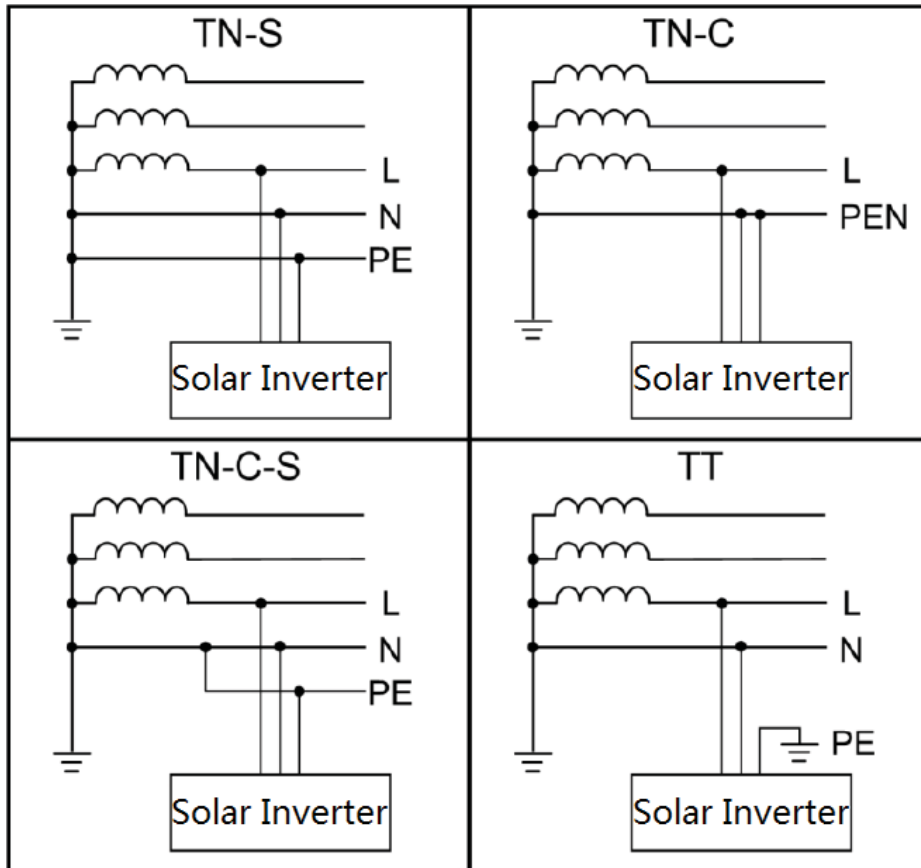 TN-S
L
N
PE
Solar Inverter
TN-C
L
PEN
Solar Inverter
TN-C-S
L
N
PE
Solar Inverter
TT
L
N
PE
Solar Inverter